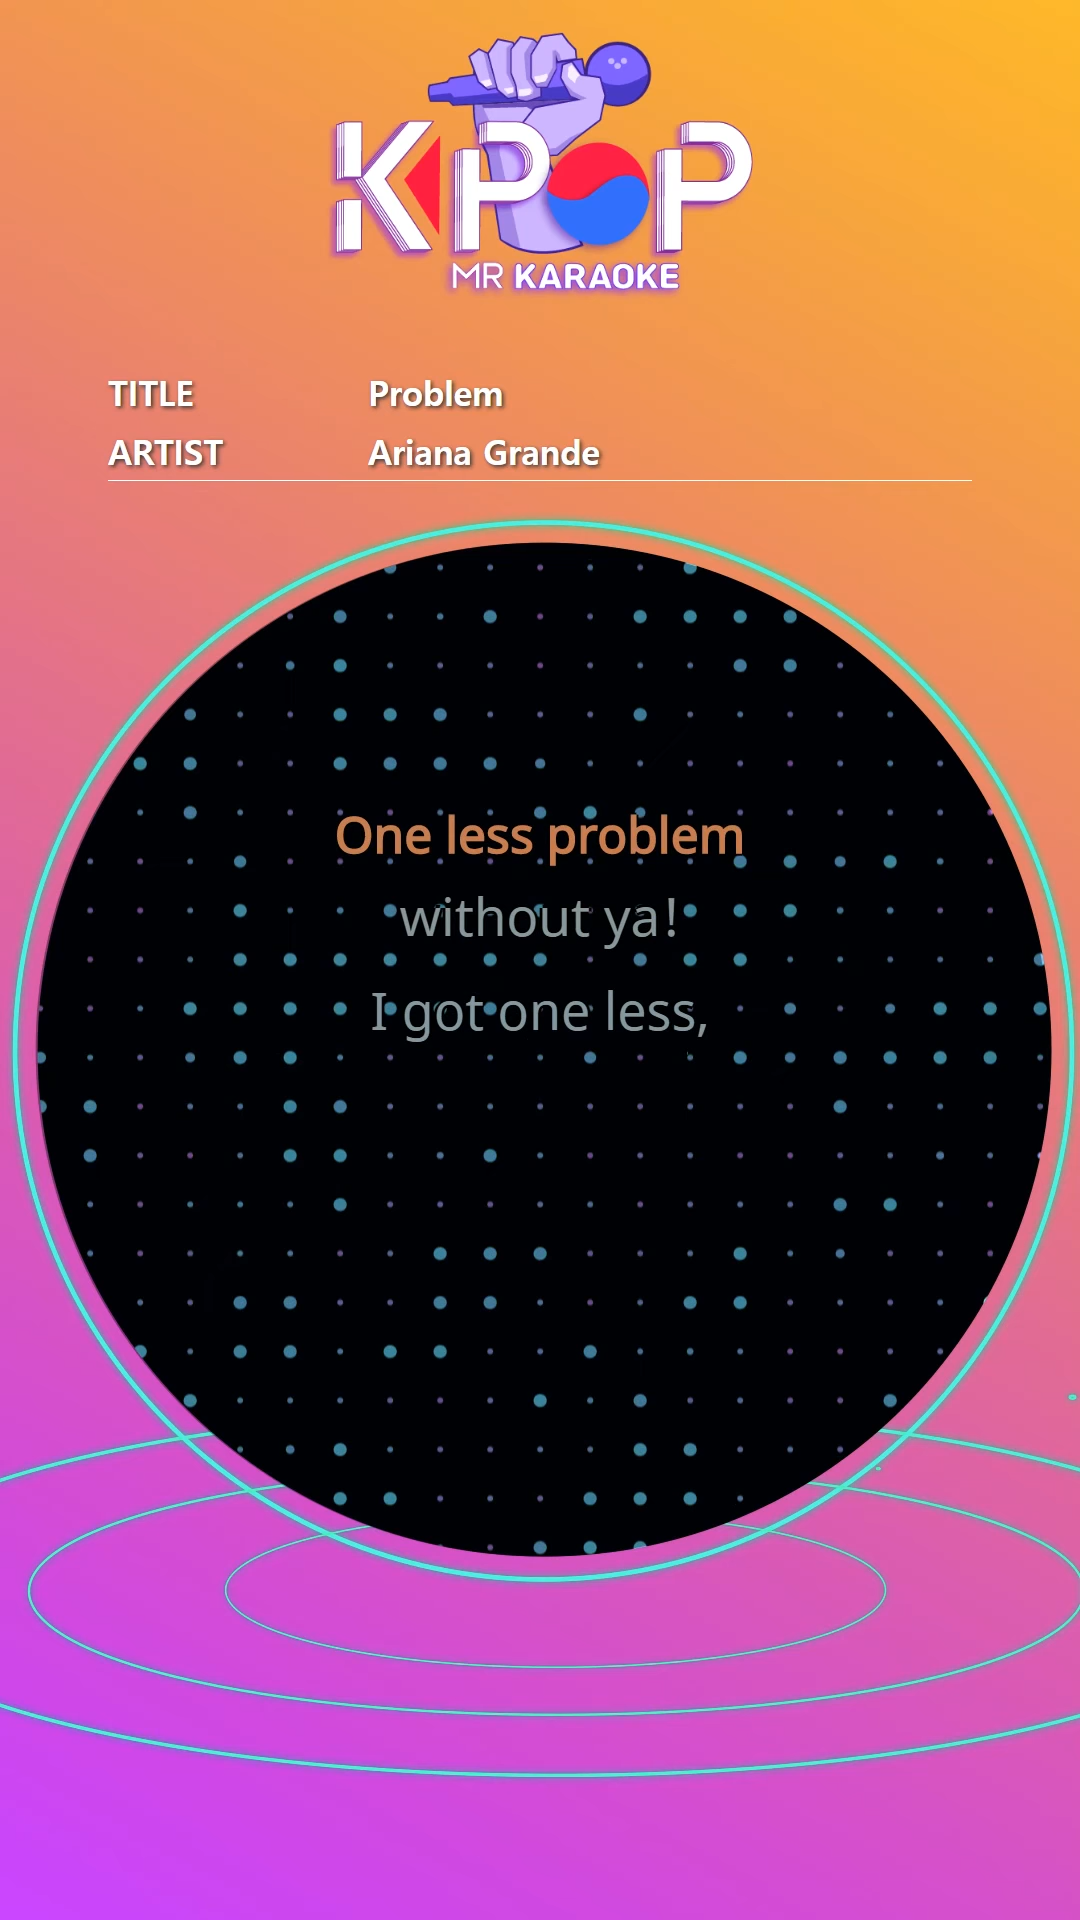 KPOP
MR KARAOKE
TITLE Problem
ARTIST Ariana Grande
One less problem
without ya!
I got one less,